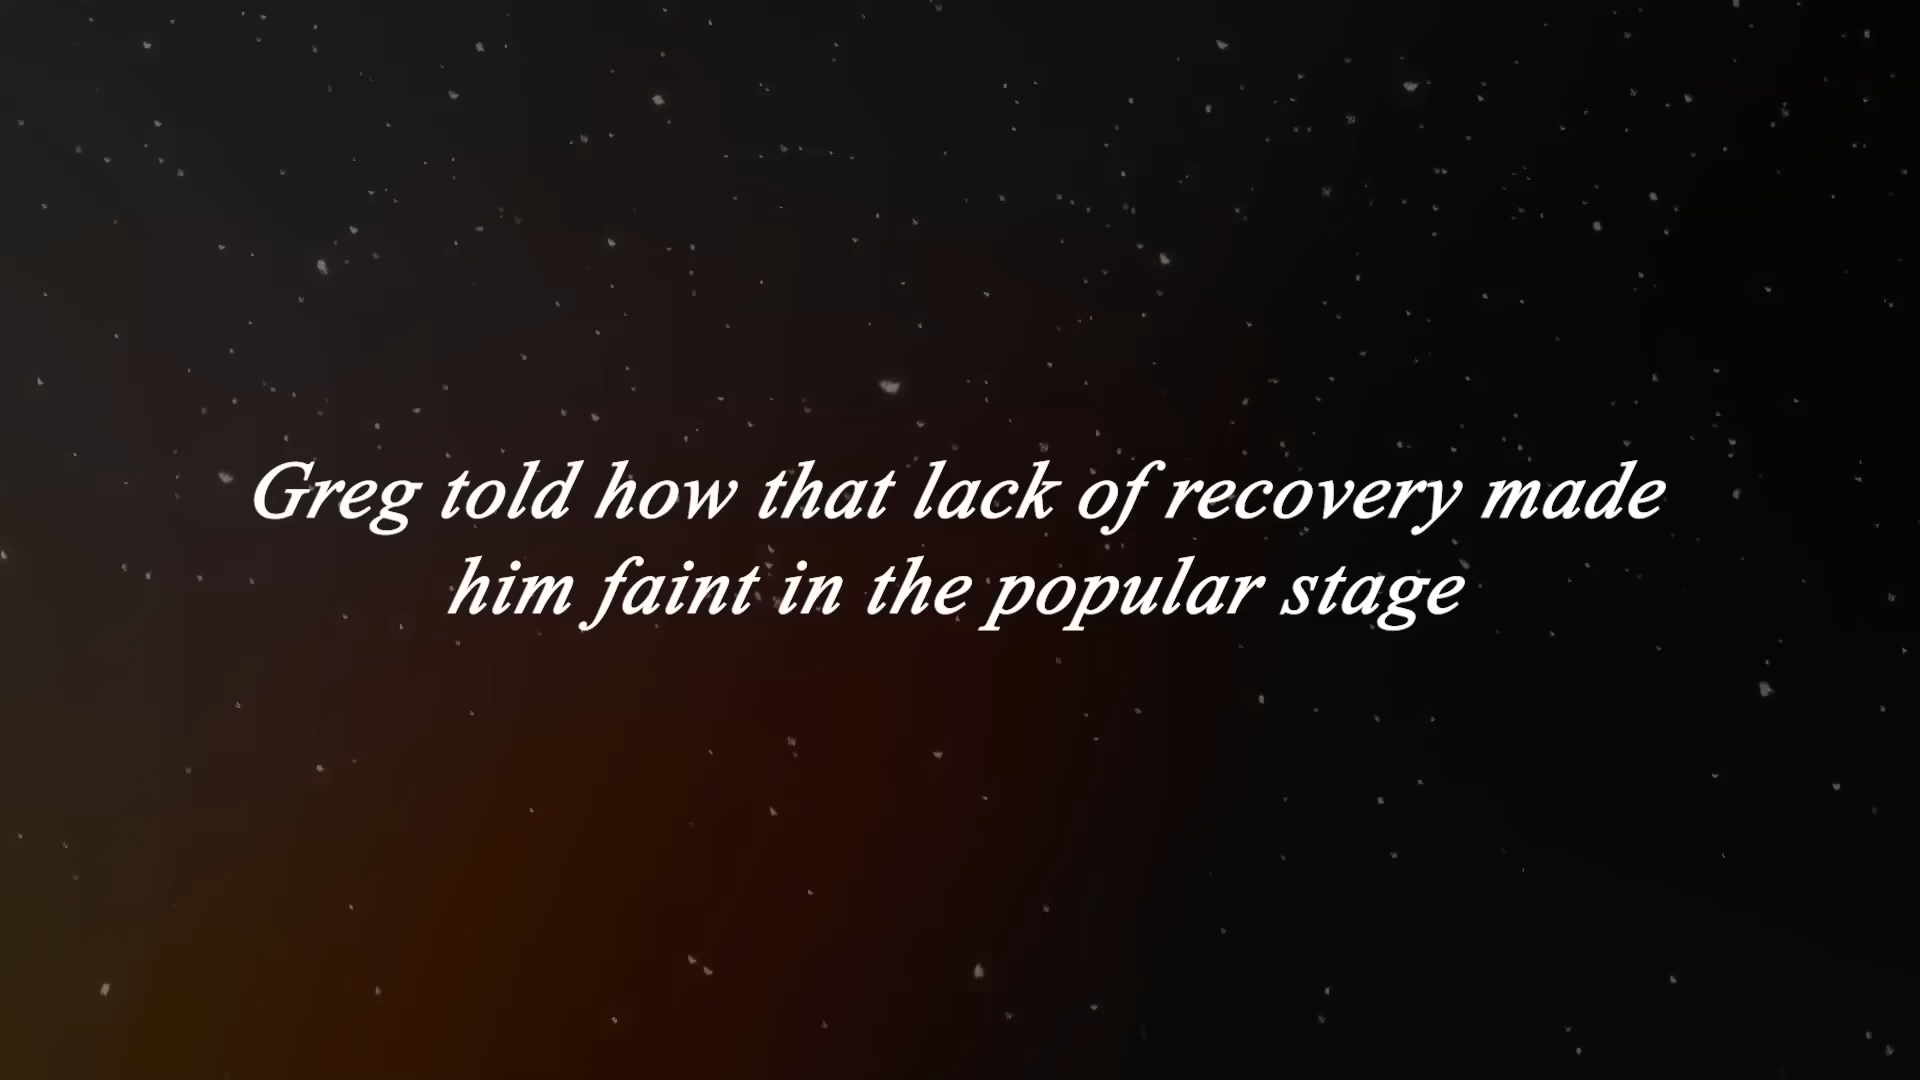 Greg told how that lack of recovery made
him faint in the popular stage